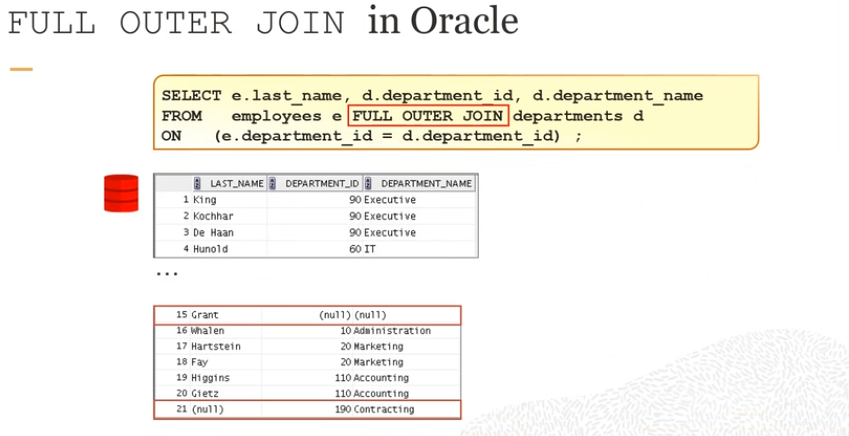 FULL OUTER JOIN in Oracle
SELECT e.last_name, d.department_id, d.department_name
FROM employees e FULL OUTER JOIN departments d
ON (e.department_id = d.department_id) ;
LAST_NAME DEPARTMENT_ID DEPARTMENT_NAME
1 King 90 Executive
2 Kochhar 90 Executive
3 De Haan 90 Executive
4 Hunold 60 IT
...
15 Grant (null) (null)
16 Whalen 10 Administration
17 Hartstein 20 Marketing
18 Fay 20 Marketing
19 Higgins 110 Accounting
20 Gietz 110 Accounting
21 (null) 190 Contracting